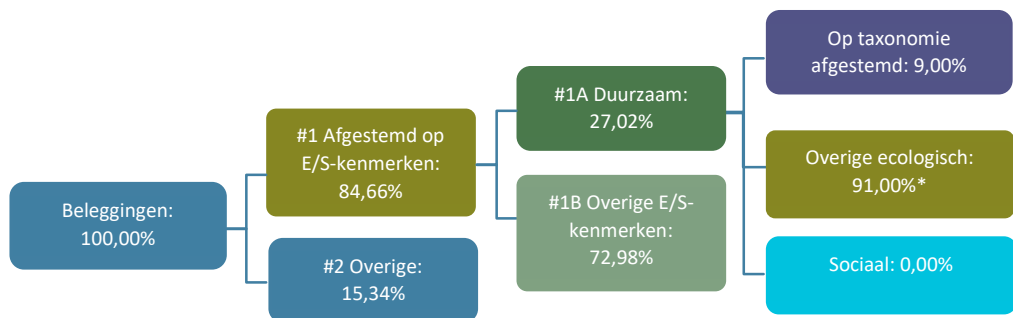 Beleggingen:
100,00%
#1 Afgestemd op
E/S-kenmerken:
84,66%
#2 Overige:
15,34%
#1A Duurzaam:
27,02%
#1B Overige E/S-
kenmerken:
72,98%
Op taxonomie
afgestemd: 9,00%
Overige ecologisch:
91,00%*
Sociaal: 0,00%